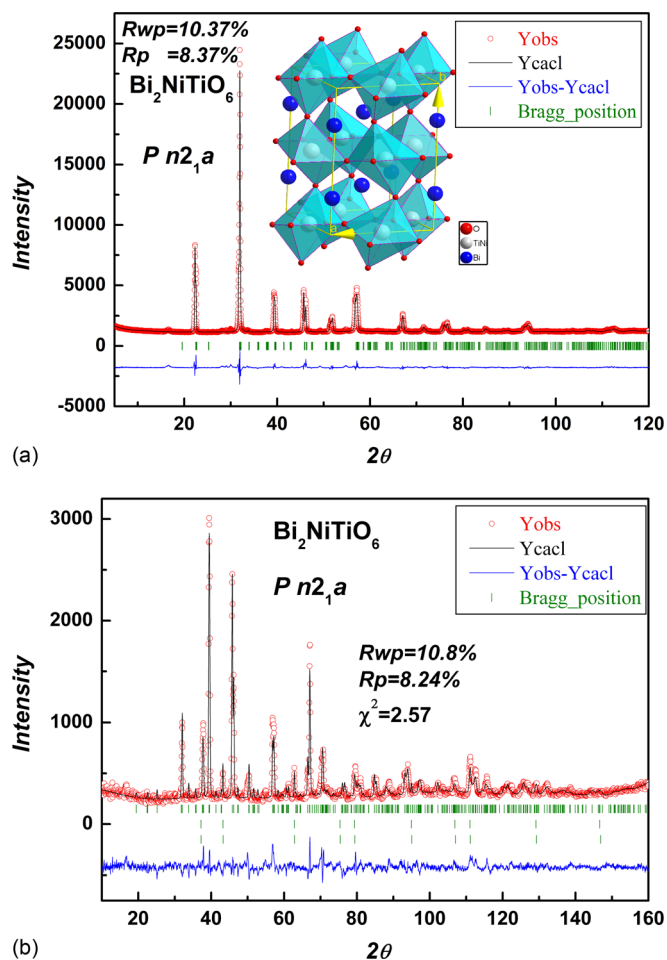 Rwp=10.37%
Rp =8.37%
Bi₂NiTiO₆
P n2₁a
Yobs
Ycacl
Yobs-Ycacl
Bragg_position
b
a
O
TiNi
Bi
Intensity
25000
20000
15000
10000
5000
0
-5000
20 40 60 80 100 120
2θ
(a)
Bi₂NiTiO₆
P n2₁a
Rwp=10.8%
Rp=8.24%
χ²=2.57
Yobs
Ycacl
Yobs-Ycacl
Bragg_position
Intensity
3000
2000
1000
0
20 40 60 80 100 120 140 160
2θ
(b)